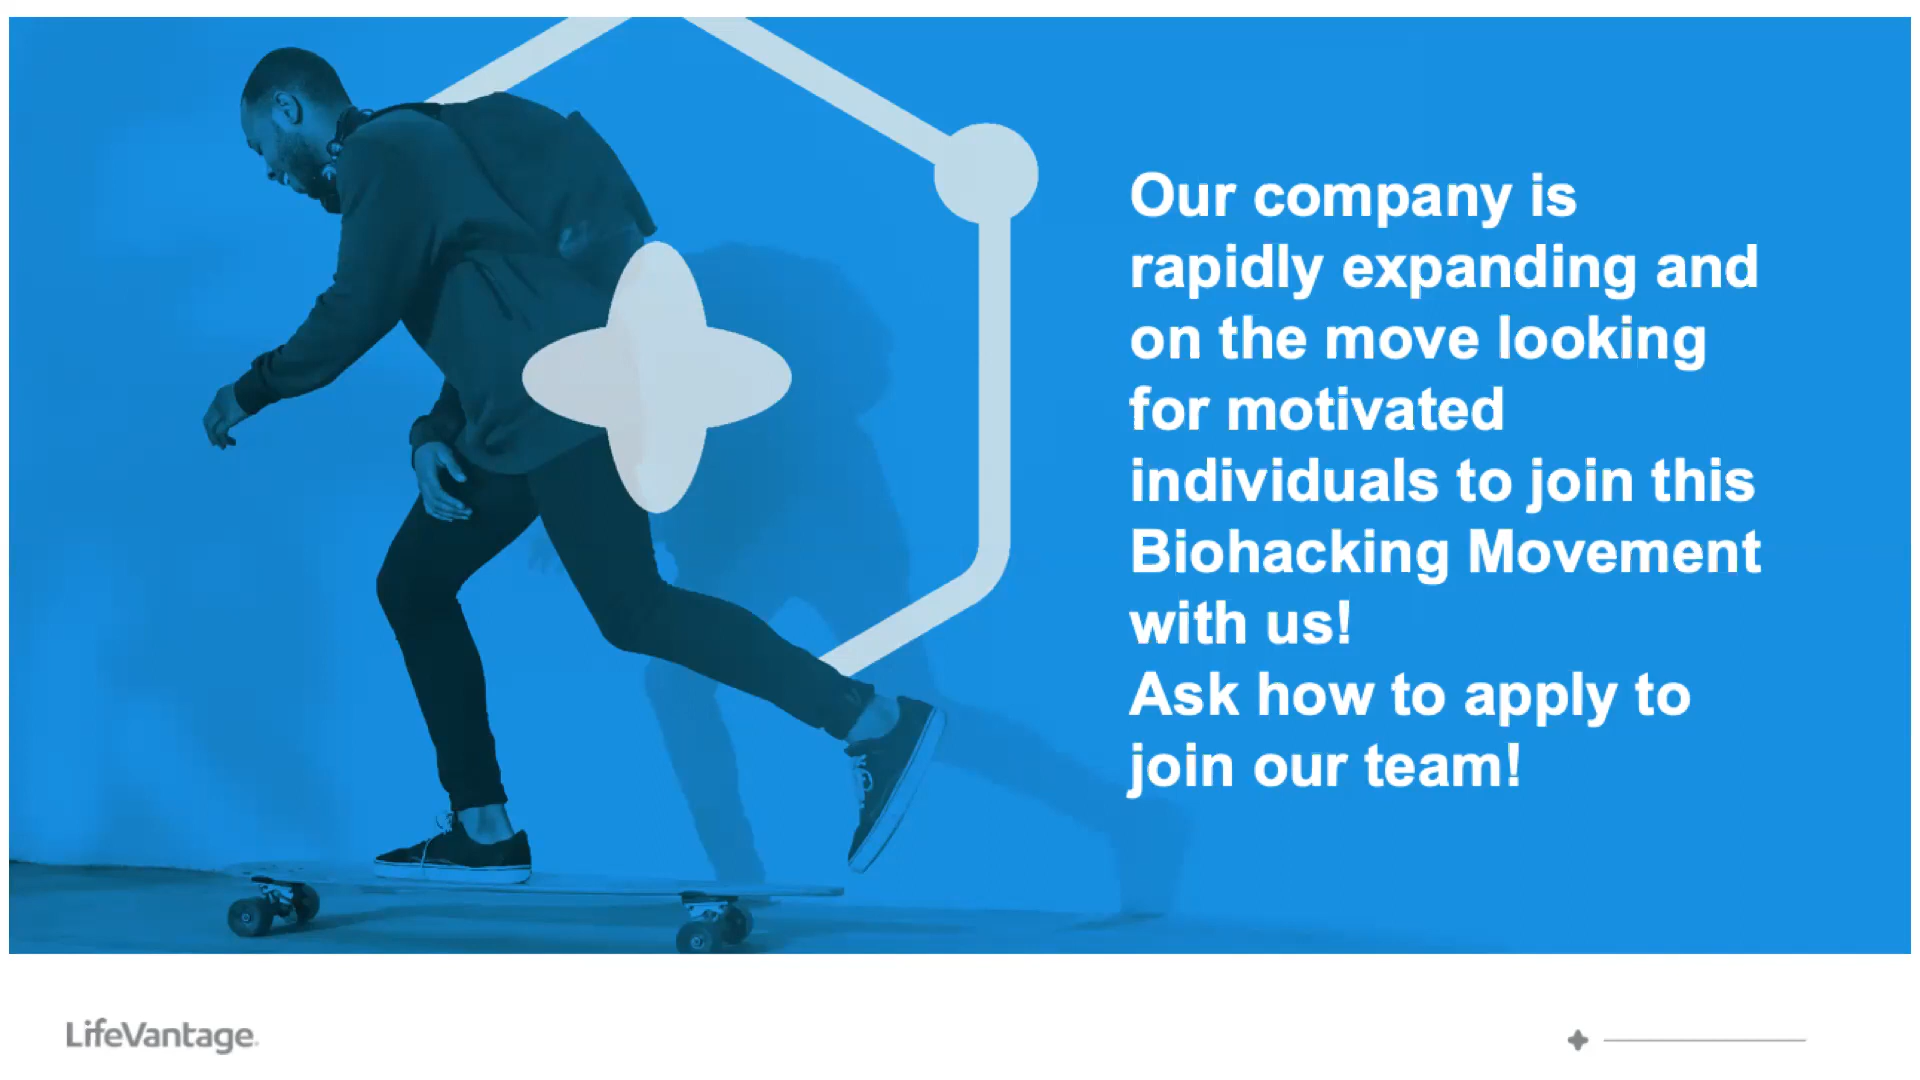 Our company is
rapidly expanding and
on the move looking
for motivated
individuals to join this
Biohacking Movement
with us!
Ask how to apply to
join our team!
LifeVantage